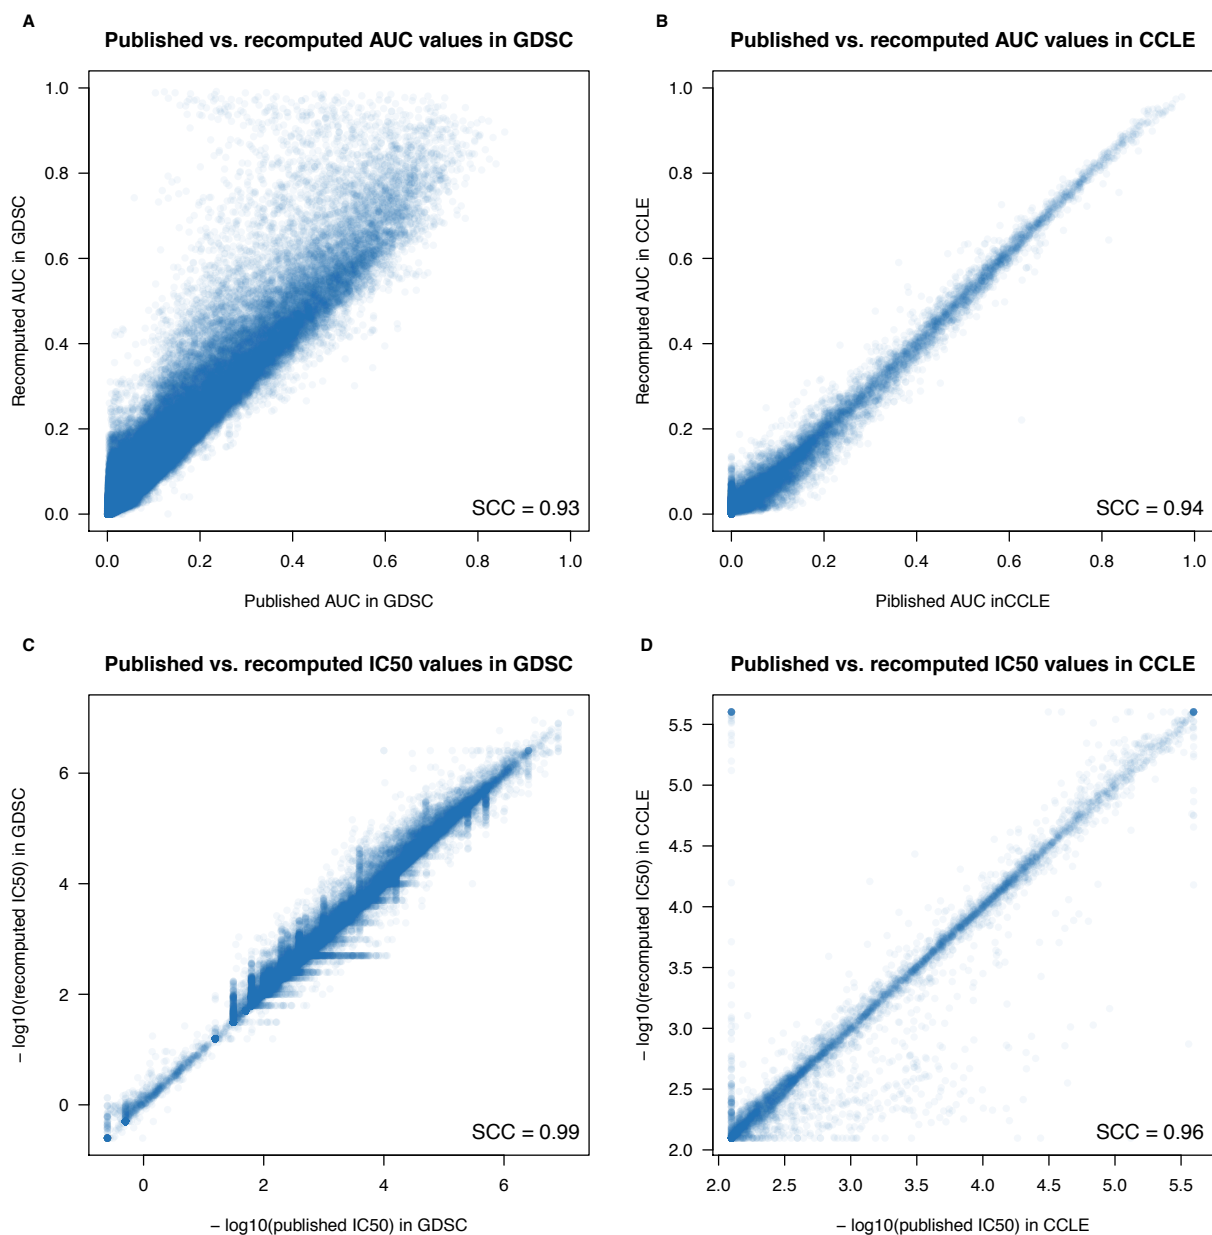 A
Published vs. recomputed AUC values in GDSC
1.0
0.8
0.6
0.4
0.2
0.0
Recomputed AUC in GDSC
SCC = 0.93
0.0 0.2 0.4 0.6 0.8 1.0
Published AUC in GDSC
B
Published vs. recomputed AUC values in CCLE
1.0
0.8
0.6
0.4
0.2
0.0
Recomputed AUC in CCLE
SCC = 0.94
0.0 0.2 0.4 0.6 0.8 1.0
Piblished AUC inCCLE
C
Published vs. recomputed IC50 values in GDSC
6
4
2
0
− log10(recomputed IC50) in GDSC
SCC = 0.99
0 2 4 6
− log10(published IC50) in GDSC
D
Published vs. recomputed IC50 values in CCLE
5.5
5.0
4.5
4.0
3.5
3.0
2.5
2.0
− log10(recomputed IC50) in CCLE
SCC = 0.96
2.0 2.5 3.0 3.5 4.0 4.5 5.0 5.5
− log10(published IC50) in CCLE